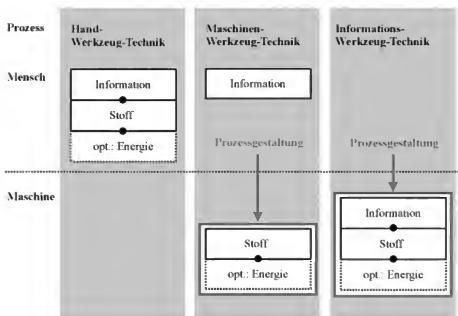 Prozess
Hand-
Werkzeug-Technik
Maschinen-
Werkzeug-Technik
Informations-
Werkzeug-Technik
Mensch
Information
Stoff
opt.: Energie
Information
Prozessgestaltung
Prozessgestaltung
Maschine
Stoff
opt.: Energie
Information
Stoff
opt.: Energie